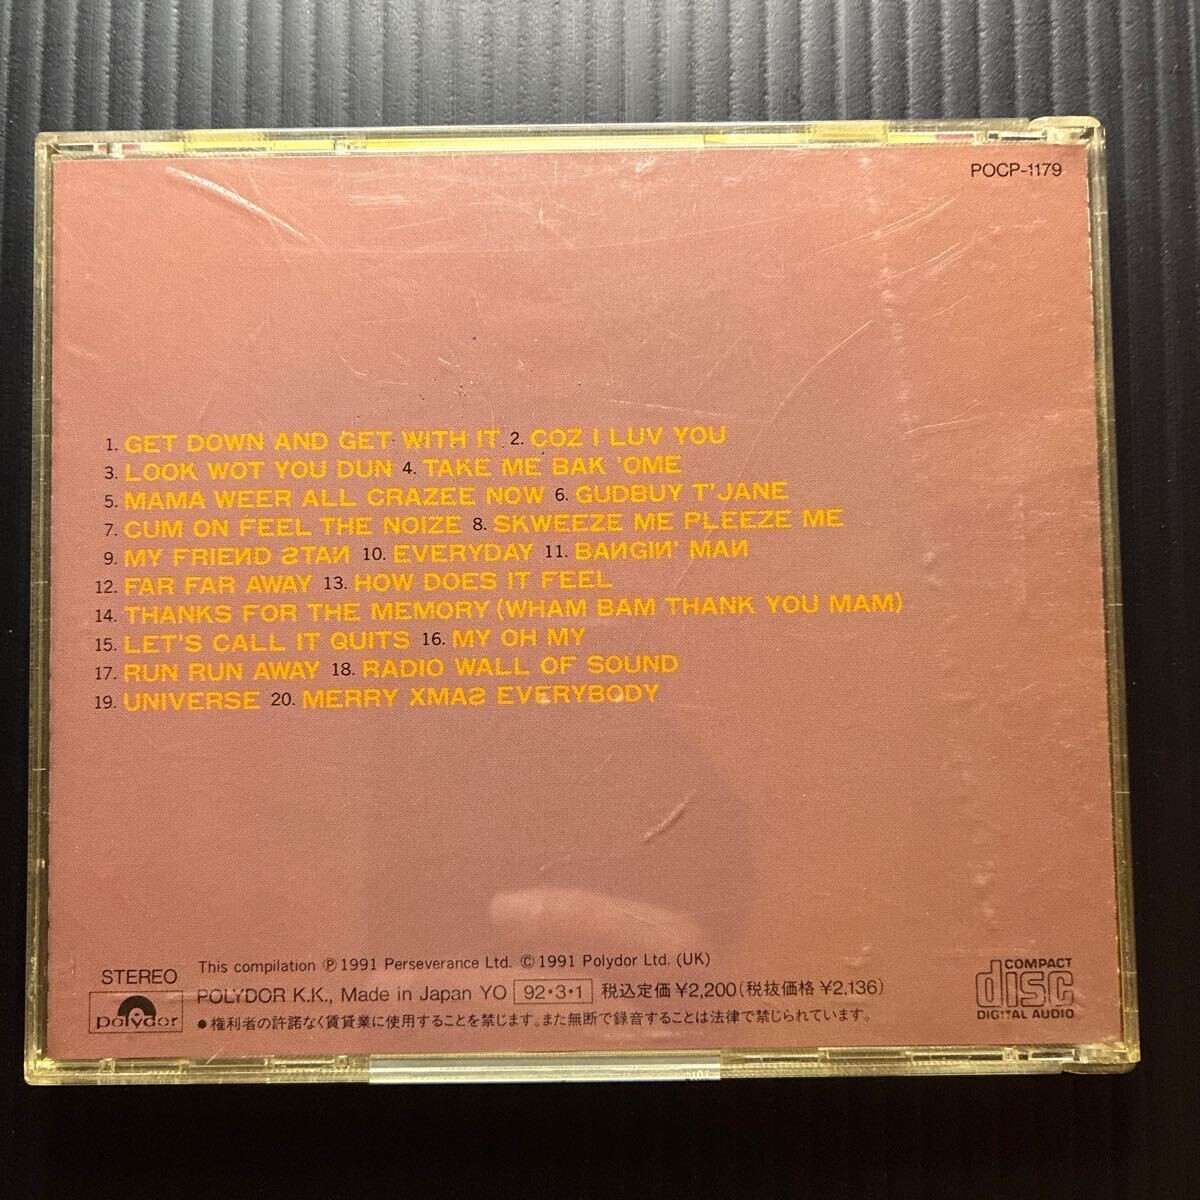 POCP-1179
1. GET DOWN AND GET WITH IT 2. COZ I LUV YOU
3. LOOK WOT YOU DUN 4. TAKE ME BAK 'OME
5. MAMA WEER ALL CRAZEE NOW 6. GUDBUY T'JANE
7. CUM ON FEEL THE NOIZE 8. SKWEEZE ME PLEEZE ME
9. MY FRIEND STAN 10. EVERYDAY 11. BANGIN' MAN
12. FAR FAR AWAY 13. HOW DOES IT FEEL
14. THANKS FOR THE MEMORY (WHAM BAM THANK YOU MAM)
15. LET'S CALL IT QUITS 16. MY OH MY
17. RUN RUN AWAY 18. RADIO WALL OF SOUND
19. UNIVERSE 20. MERRY XMAS EVERYBODY
STEREO
polydor
This compilation ℗ 1991 Perseverance Ltd. © 1991 Polydor Ltd. (UK)
POLYDOR K.K., Made in Japan YO 92・3・1 税込定価¥2,200(税抜価格¥2,136)
●権利者の許諾なく賃貸業に使用することを禁じます。また無断で録音することは法律で禁じられています。
COMPACT
disc
DIGITAL AUDIO